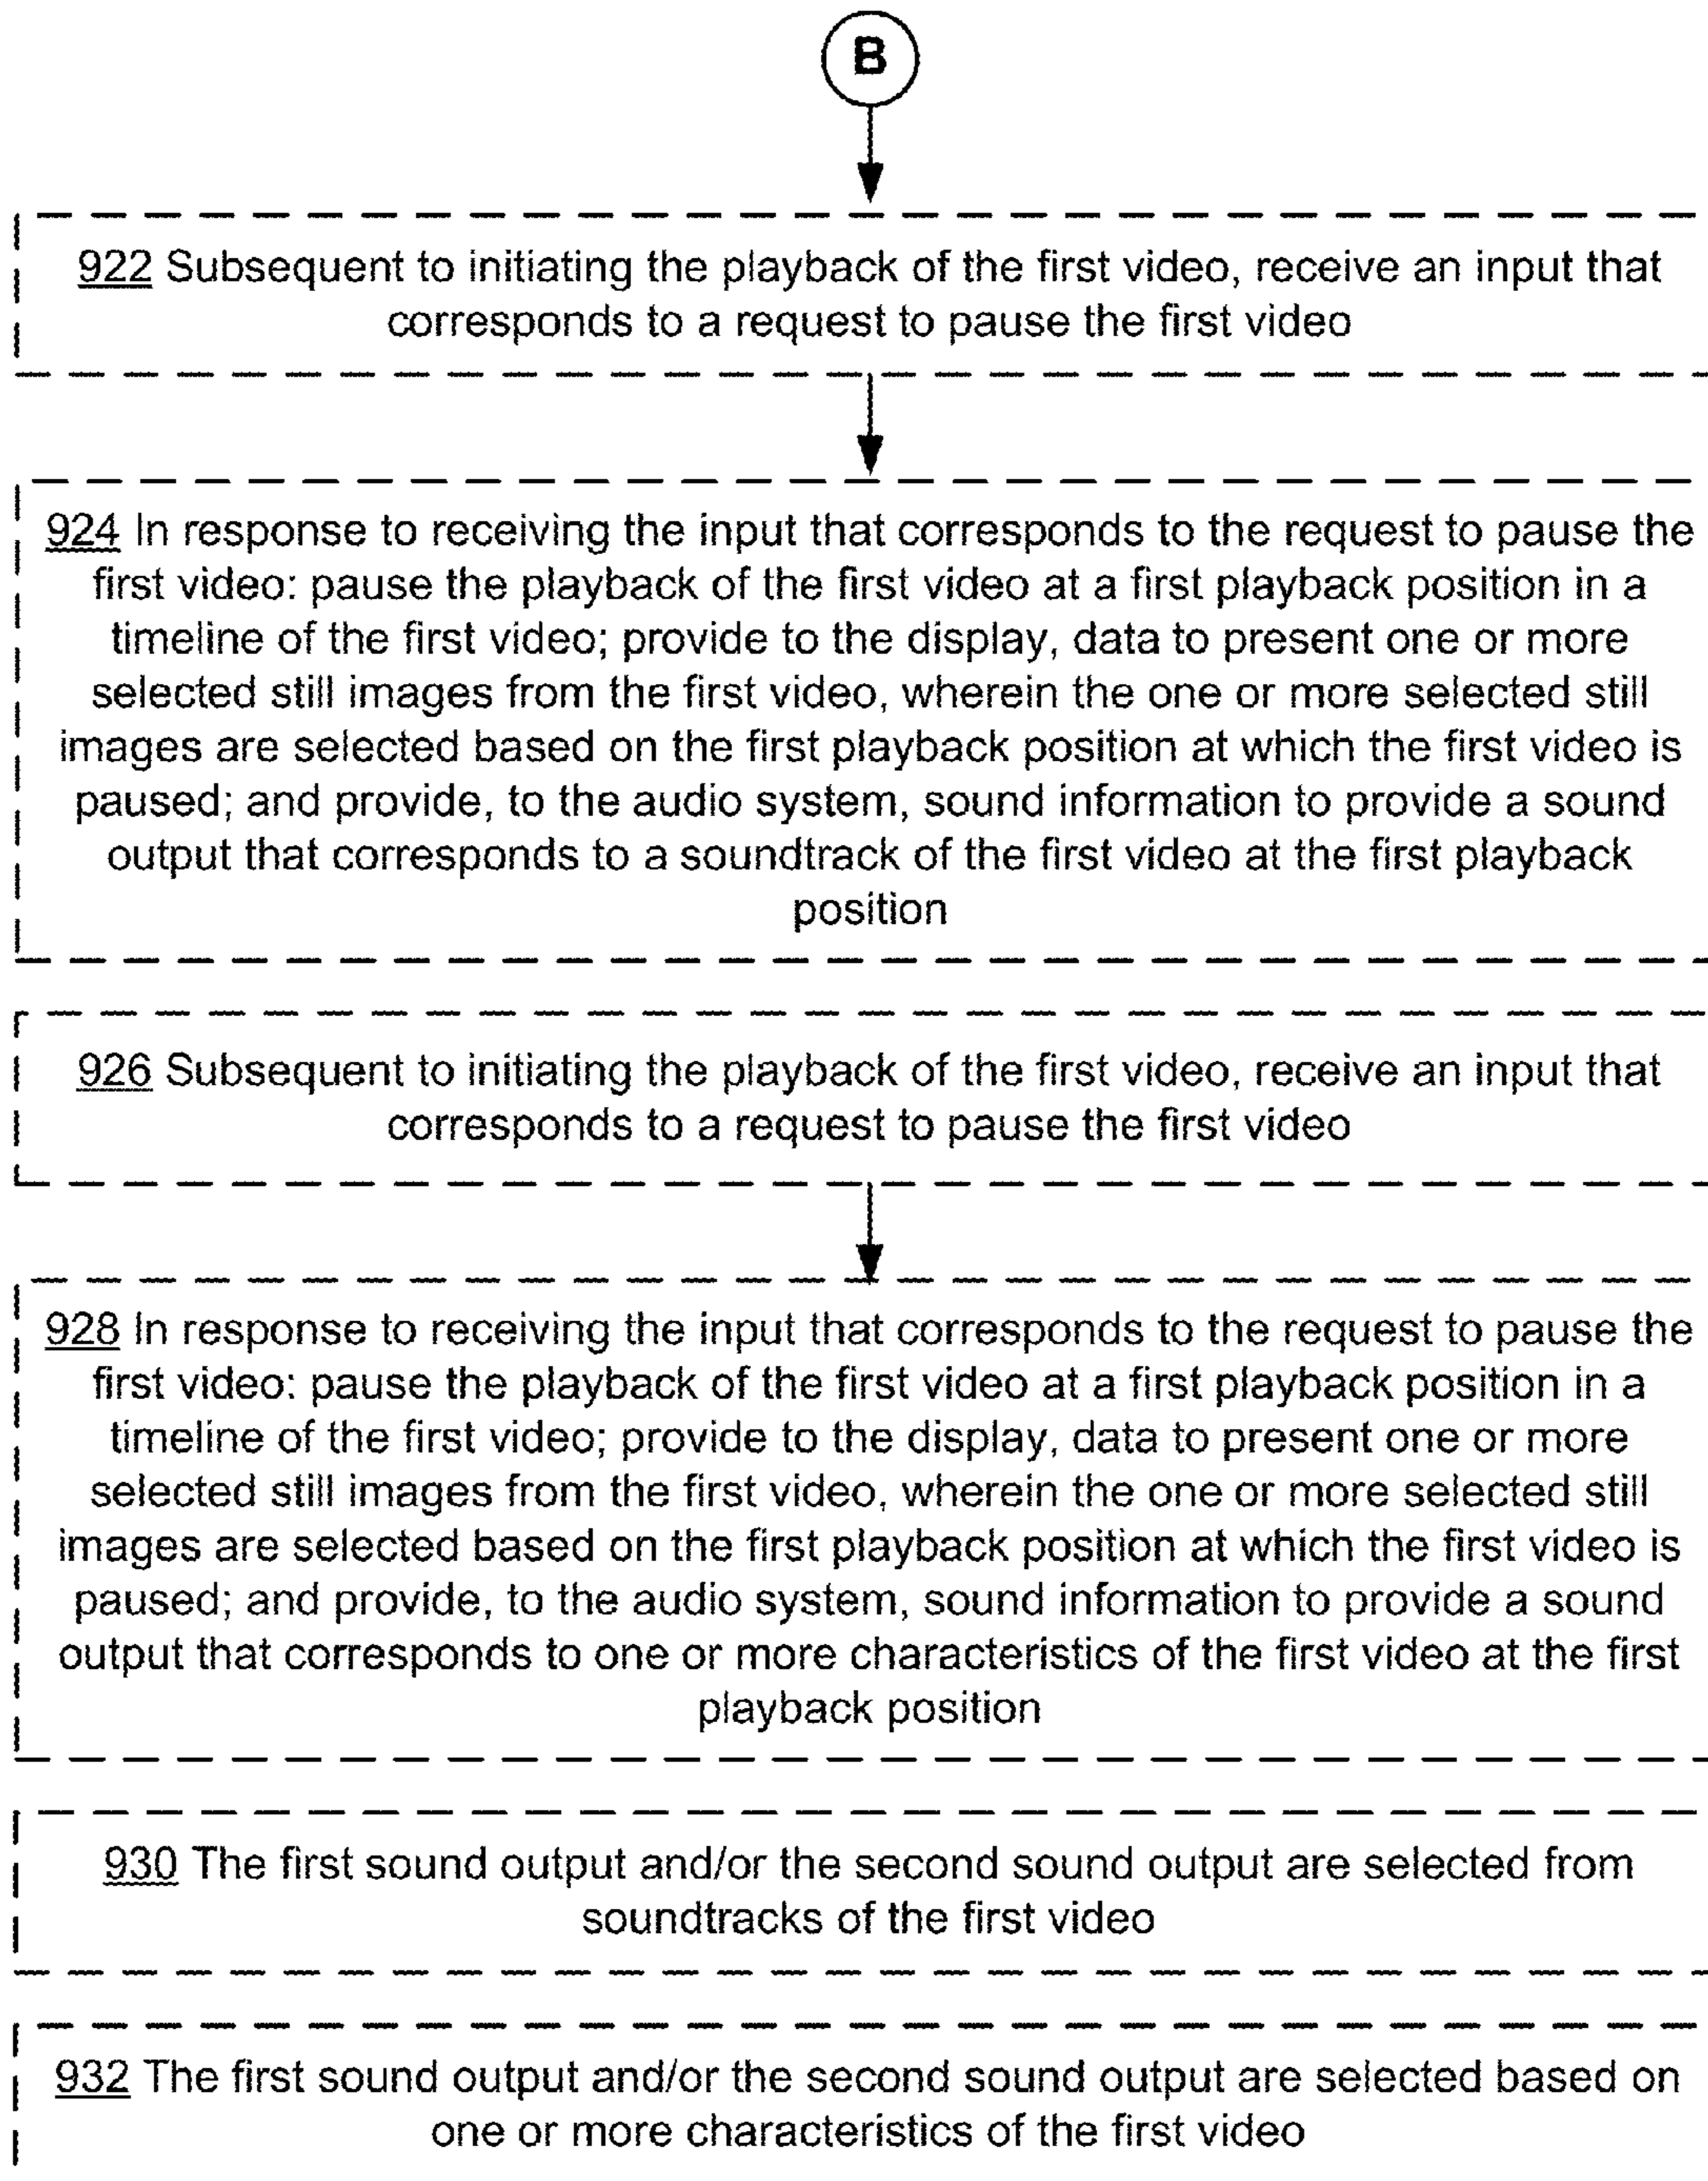 B
922 Subsequent to initiating the playback of the first video, receive an input that
corresponds to a request to pause the first video
924 In response to receiving the input that corresponds to the request to pause the
first video: pause the playback of the first video at a first playback position in a
timeline of the first video; provide to the display, data to present one or more
selected still images from the first video, wherein the one or more selected still
images are selected based on the first playback position at which the first video is
paused; and provide, to the audio system, sound information to provide a sound
output that corresponds to a soundtrack of the first video at the first playback
position
926 Subsequent to initiating the playback of the first video, receive an input that
corresponds to a request to pause the first video
928 In response to receiving the input that corresponds to the request to pause the
first video: pause the playback of the first video at a first playback position in a
timeline of the first video; provide to the display, data to present one or more
selected still images from the first video, wherein the one or more selected still
images are selected based on the first playback position at which the first video is
paused; and provide, to the audio system, sound information to provide a sound
output that corresponds to one or more characteristics of the first video at the first
playback position
930 The first sound output and/or the second sound output are selected from
soundtracks of the first video
932 The first sound output and/or the second sound output are selected based on
one or more characteristics of the first video